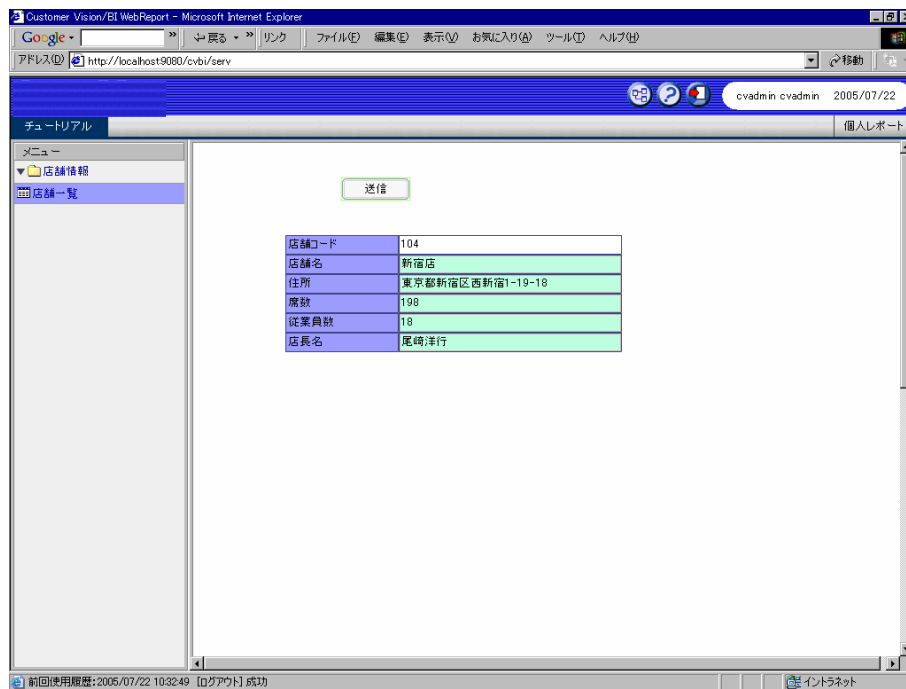 Customer Vision/BI WebReport - Microsoft Internet Explorer
Google 戻る リンク ファイル(F) 編集(E) 表示(V) お気に入り(A) ツール(T) ヘルプ(H)
アドレス(D) http://localhost:9080/cvbi/serv 移動
cvadmin cvadmin 2005/07/22
チュートリアル 個人レポート
メニュー
店舗情報
店舗一覧
送信
店舗コード 104
店舗名 新宿店
住所 東京都新宿区西新宿1-19-18
席数 198
従業員数 18
店長名 尾崎洋行
前回使用履歴:2005/07/22 10:32:49 [ログアウト] 成功 イントラネット